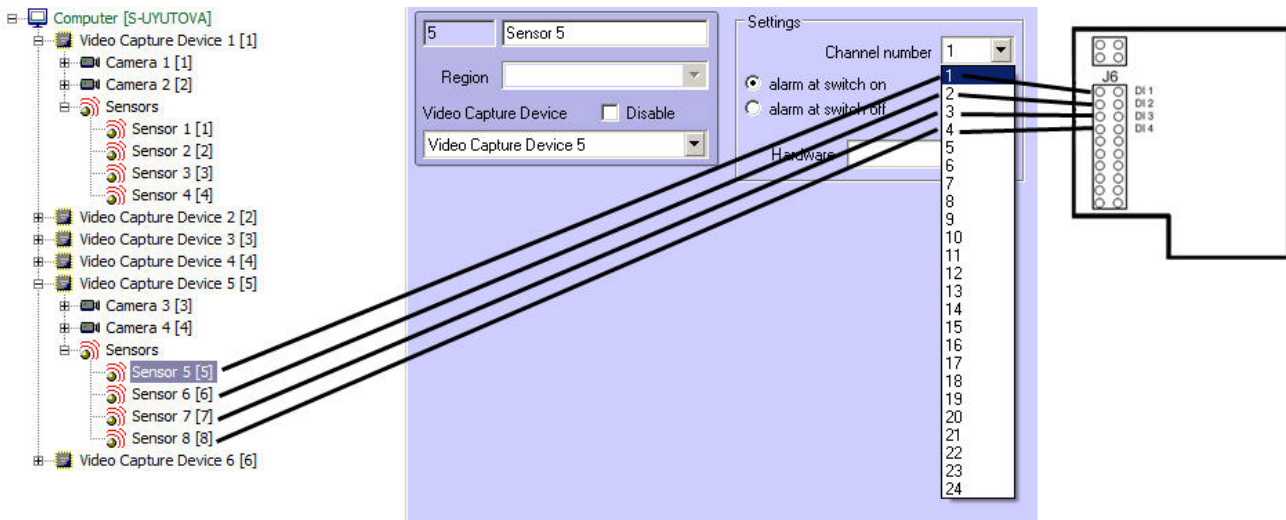 Computer [S-UYUTOVA]
Video Capture Device 1 [1]
Camera 1 [1]
Camera 2 [2]
Sensors
Sensor 1 [1]
Sensor 2 [2]
Sensor 3 [3]
Sensor 4 [4]
Video Capture Device 2 [2]
Video Capture Device 3 [3]
Video Capture Device 4 [4]
Video Capture Device 5 [5]
Camera 3 [3]
Camera 4 [4]
Sensors
Sensor 5 [5]
Sensor 6 [6]
Sensor 7 [7]
Sensor 8 [8]
Video Capture Device 6 [6]
5 Sensor 5
Region
Video Capture Device Disable
Video Capture Device 5
Settings
Channel number 1
alarm at switch on
alarm at switch off
Hardware
1
2
3
4
5
6
7
8
9
10
11
12
13
14
15
16
17
18
19
20
21
22
23
24
J6
DI 1
DI 2
DI 3
DI 4